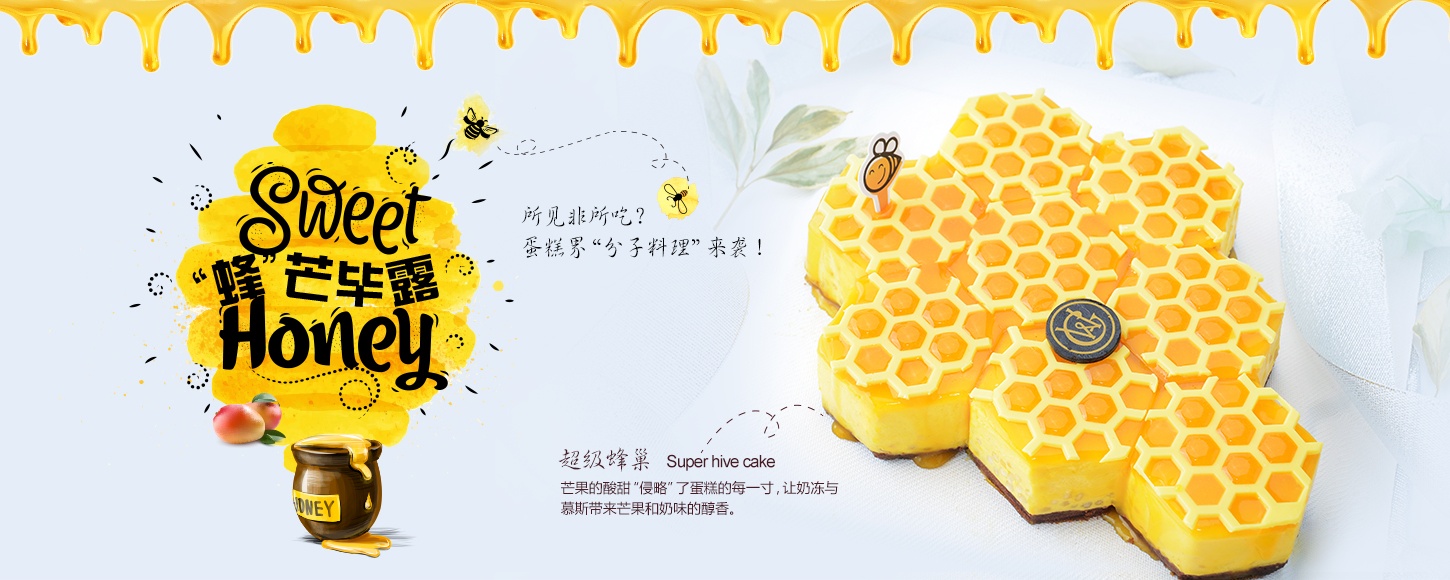 Sweet
“蜂”芒毕露
Honey
HONEY
所见非所吃？
蛋糕累“分子料理”来袭！
超级蜂巢 Super hive cake
芒果的酸甜“侵略”了蛋糕的每一寸，让奶冻与
慕斯带来芒果和奶味的醇香。